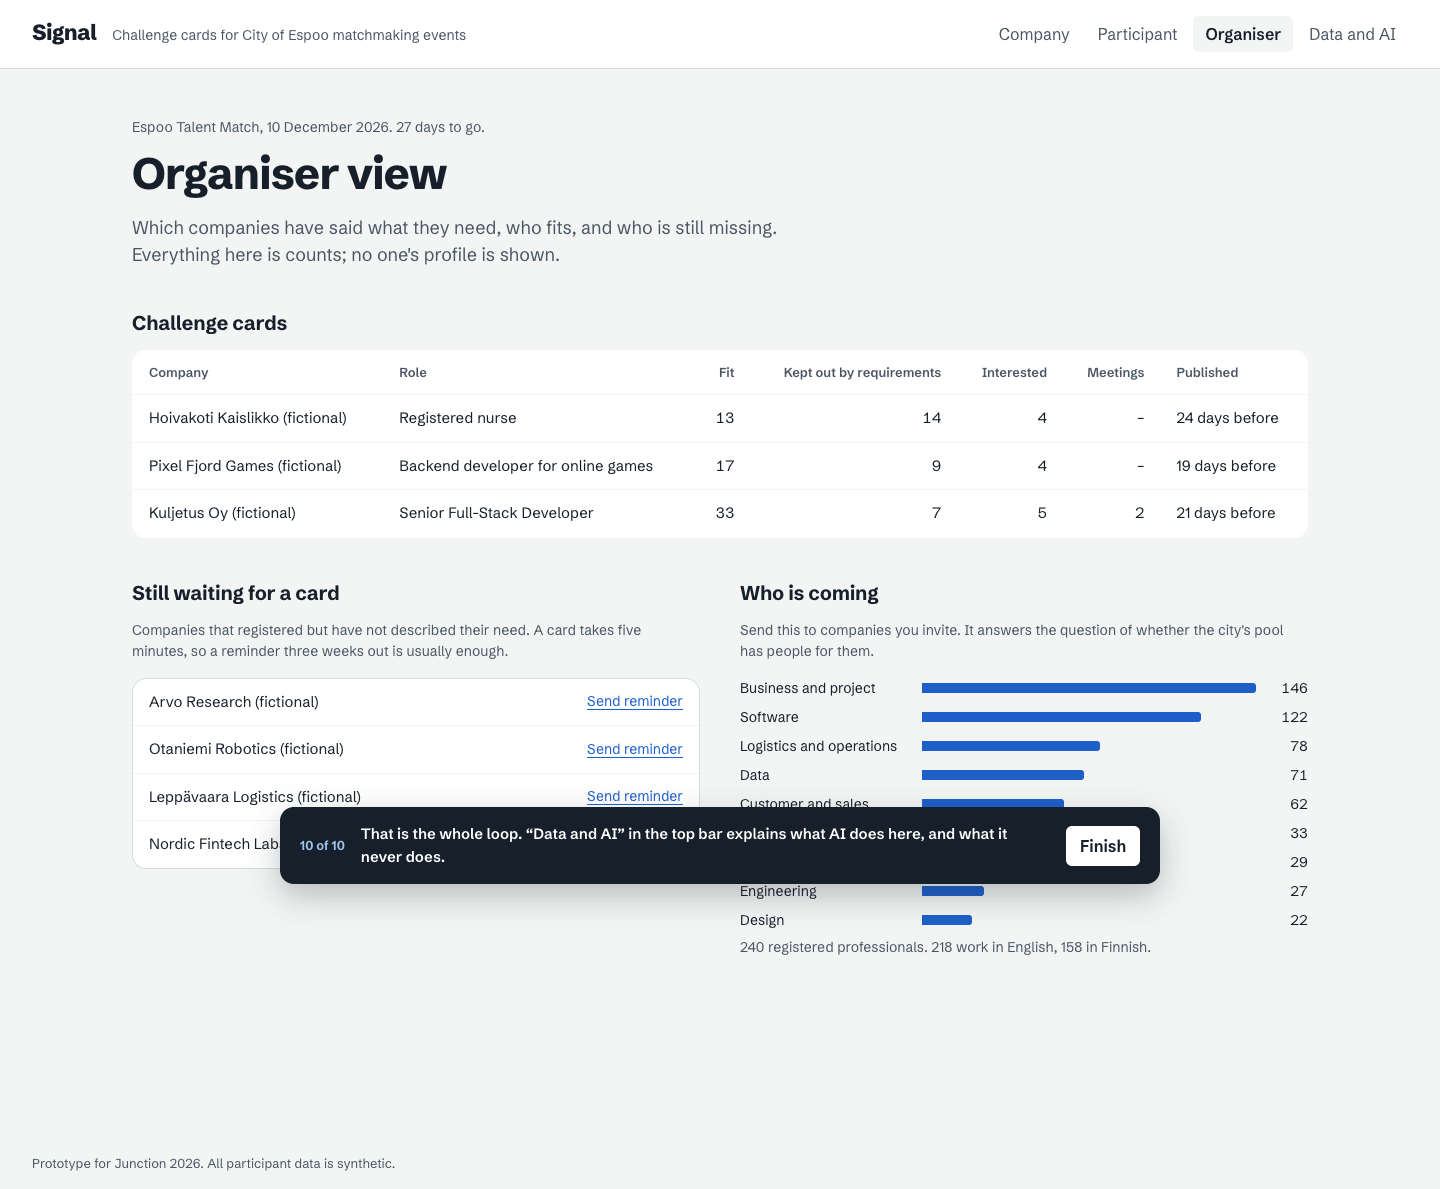 Signal
Challenge cards for City of Espoo matchmaking events
Company
Participant
Organiser
Data and AI
Espoo Talent Match, 10 December 2026. 27 days to go.
Organiser view
Which companies have said what they need, who fits, and who is still missing.
Everything here is counts; no one's profile is shown.
Challenge cards
Company Role Fit Kept out by requirements Interested Meetings Published
Hoivakoti Kaislikko (fictional) Registered nurse 13 14 4 – 24 days before
Pixel Fjord Games (fictional) Backend developer for online games 17 9 4 – 19 days before
Kuljetus Oy (fictional) Senior Full-Stack Developer 33 7 5 2 21 days before
Still waiting for a card
Companies that registered but have not described their need. A card takes five
minutes, so a reminder three weeks out is usually enough.
Arvo Research (fictional) Send reminder
Otaniemi Robotics (fictional) Send reminder
Leppävaara Logistics (fictional) Send reminder
Nordic Fintech Lab
Who is coming
Send this to companies you invite. It answers the question of whether the city's pool
has people for them.
Business and project 146
Software 122
Logistics and operations 78
Data 71
Customer and sales 62
33
29
Engineering 27
Design 22
240 registered professionals. 218 work in English, 158 in Finnish.
10 of 10
That is the whole loop. “Data and AI” in the top bar explains what AI does here, and what it
never does.
Finish
Prototype for Junction 2026. All participant data is synthetic.